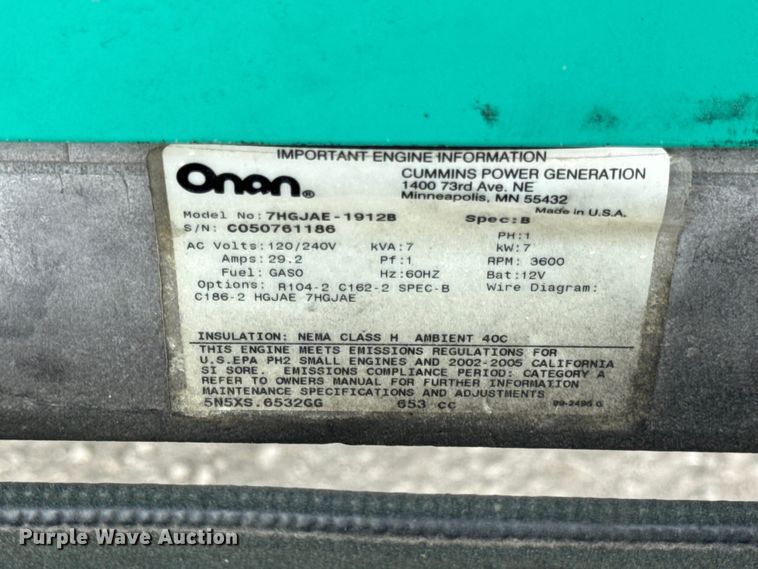 IMPORTANT ENGINE INFORMATION
Onan®
CUMMINS POWER GENERATION
1400 73rd Ave. NE
Minneapolis, MN 55432
Made in U.S.A.
Model No: 7HGJAE-1912B Spec: B
S/N: C050761186 PH: 1
AC Volts: 120/240V kVA: 7 kW: 7
Amps: 29.2 Pf: 1 RPM: 3600
Fuel: GASO Hz: 60HZ Bat: 12V
Options: R104-2 C162-2 SPEC-B Wire Diagram:
C186-2 HGJAE 7HGJAE
INSULATION: NEMA CLASS H AMBIENT 40C
THIS ENGINE MEETS EMISSIONS REGULATIONS FOR
U.S.EPA PH2 SMALL ENGINES AND 2002-2005 CALIFORNIA
SI SORE. EMISSIONS COMPLIANCE PERIOD: CATEGORY A
REFER TO OWNERS MANUAL FOR FURTHER INFORMATION
MAINTENANCE SPECIFICATIONS AND ADJUSTMENTS
5N5XS.6532GG 653 cc 99-2496 G
Purple Wave Auction